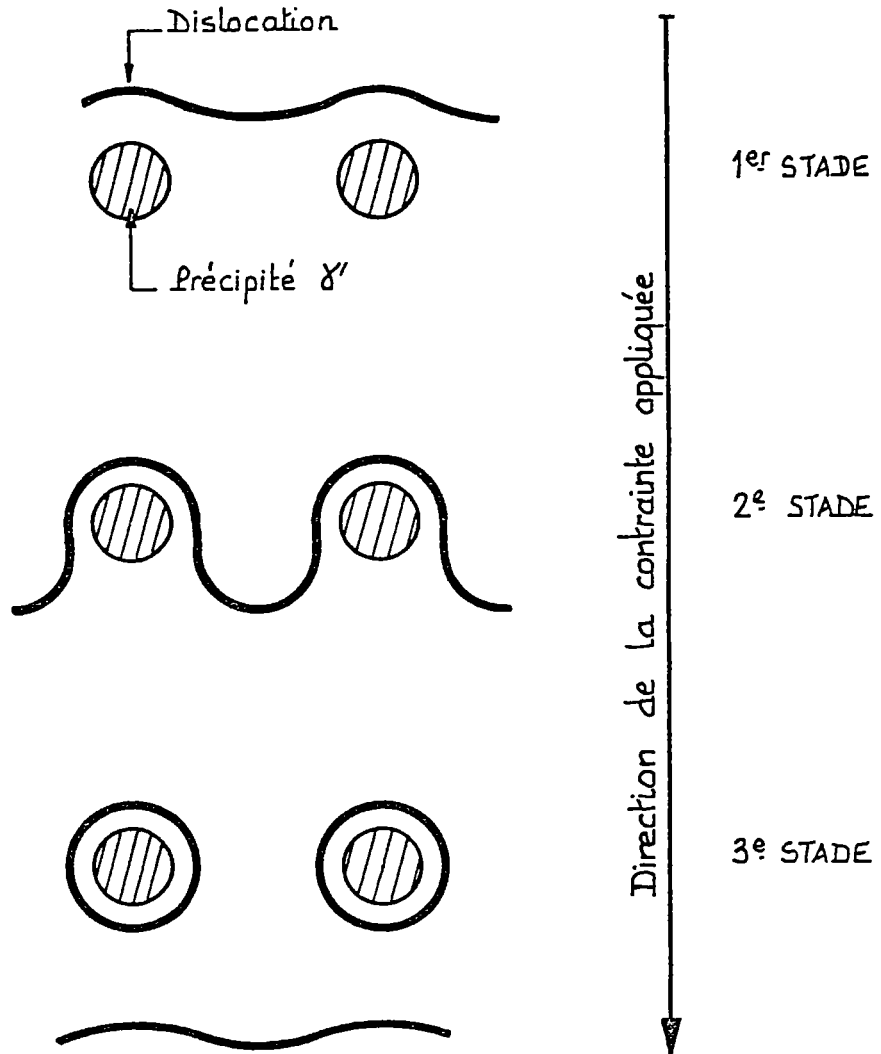 Dislocation
1er STADE
Précipité γ'
Direction de la contrainte appliquée
2e STADE
3e STADE